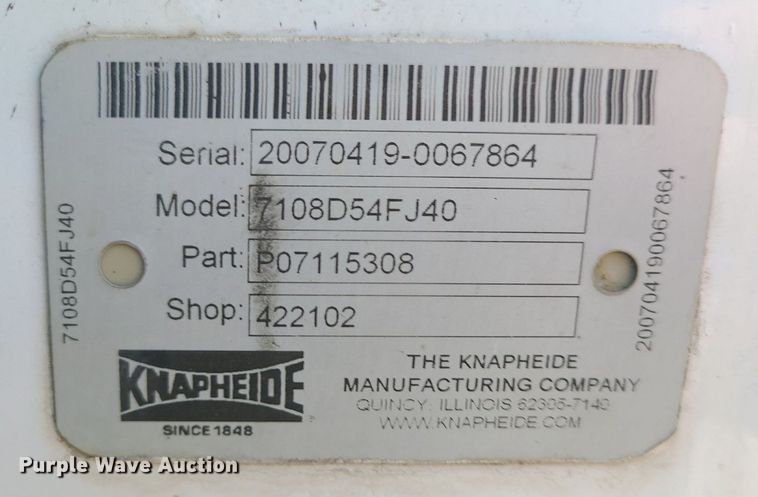 Serial: 20070419-0067864
Model: 7108D54FJ40
Part: P07115308
Shop: 422102
7108D54FJ40
200704190067864
KNAPHEIDE
SINCE 1848
THE KNAPHEIDE
MANUFACTURING COMPANY
QUINCY, ILLINOIS 62305-7140
WWW.KNAPHEIDE.COM
Purple Wave Auction